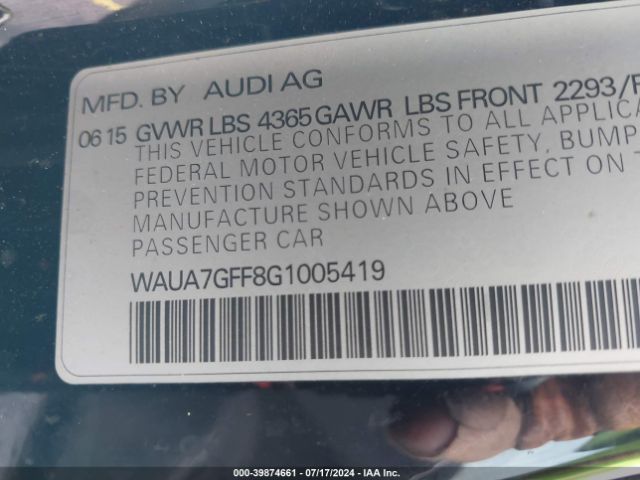 MFD. BY AUDI AG
06 15 GVWR LBS 4365 GAWR LBS FRONT 2293/
THIS VEHICLE CONFORMS TO ALL
FEDERAL MOTOR VEHICLE SAFETY,
PREVENTION STANDARDS IN EFFECT ON
MANUFACTURE SHOWN ABOVE
PASSENGER CAR
WAUA7GFF8G1005419
000-39874661 / 07/17/2024 - IAA Inc.